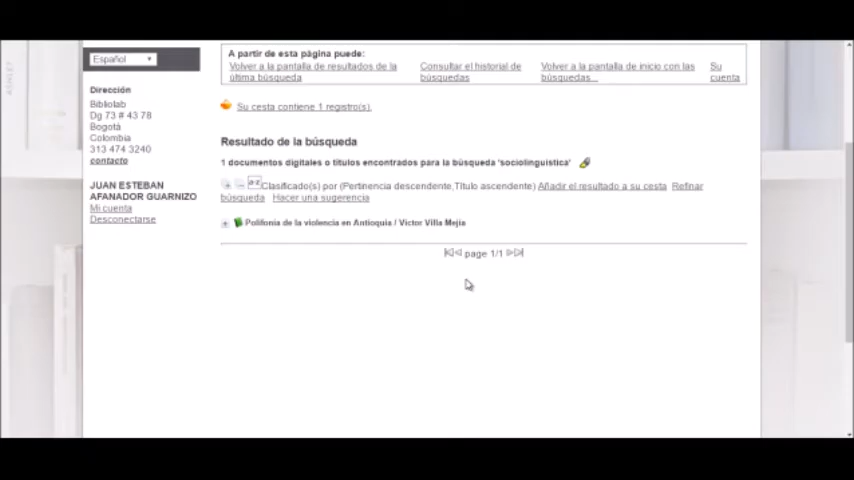 Español
Dirección
Bibliolab
Dg 73 # 43 78
Bogotá
Colombia
313 474 3240
contacto
JUAN ESTEBAN
AFANADOR GUARNIZO
Mi cuenta
Desconectarse
A partir de esta página puede:
Volver a la pantalla de resultados de la última búsqueda
Consultar el historial de búsquedas
Volver a la pantalla de inicio con las búsquedas...
Su cuenta
Su cesta contiene 1 registro(s).
Resultado de la búsqueda
1 documentos digitales o títulos encontrados para la búsqueda 'sociolinguistica'
Clasificado(s) por (Pertinencia descendente,Título ascendente) Añadir el resultado a su cesta Refinar
búsqueda Hacer una sugerencia
Polifonía de la violencia en Antioquia / Víctor Villa Mejía
page 1/1